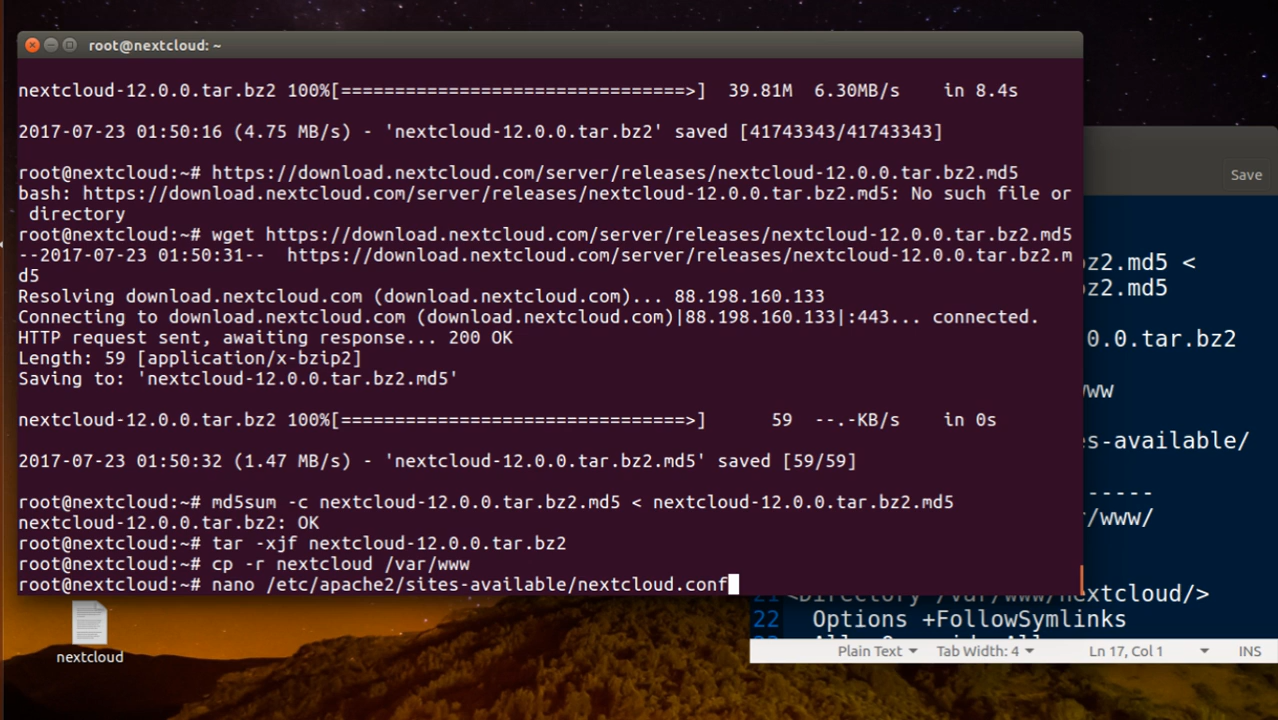 root@nextcloud: ~
nextcloud-12.0.0.tar.bz2 100%[================================>] 39.81M 6.30MB/s in 8.4s
2017-07-23 01:50:16 (4.75 MB/s) - 'nextcloud-12.0.0.tar.bz2' saved [41743343/41743343]
root@nextcloud:~# https://download.nextcloud.com/server/releases/nextcloud-12.0.0.tar.bz2.md5
bash: https://download.nextcloud.com/server/releases/nextcloud-12.0.0.tar.bz2.md5: No such file or
directory
root@nextcloud:~# wget https://download.nextcloud.com/server/releases/nextcloud-12.0.0.tar.bz2.md5
--2017-07-23 01:50:31-- https://download.nextcloud.com/server/releases/nextcloud-12.0.0.tar.bz2.m
d5
Resolving download.nextcloud.com (download.nextcloud.com)... 88.198.160.133
Connecting to download.nextcloud.com (download.nextcloud.com)|88.198.160.133|:443... connected.
HTTP request sent, awaiting response... 200 OK
Length: 59 [application/x-bzip2]
Saving to: 'nextcloud-12.0.0.tar.bz2.md5'
nextcloud-12.0.0.tar.bz2 100%[================================>] 59 --.-KB/s in 0s
2017-07-23 01:50:32 (1.47 MB/s) - 'nextcloud-12.0.0.tar.bz2.md5' saved [59/59]
root@nextcloud:~# md5sum -c nextcloud-12.0.0.tar.bz2.md5 < nextcloud-12.0.0.tar.bz2.md5
nextcloud-12.0.0.tar.bz2: OK
root@nextcloud:~# tar -xjf nextcloud-12.0.0.tar.bz2
root@nextcloud:~# cp -r nextcloud /var/www
root@nextcloud:~# nano /etc/apache2/sites-available/nextcloud.conf
Save
bz2.md5 <
bz2.md5
0.0.tar.bz2
ww
s-available/
-----
/www/
21 <Directory /var/www/nextcloud/>
22 Options +FollowSymlinks
Plain Text Tab Width: 4 Ln 17, Col 1 INS
nextcloud